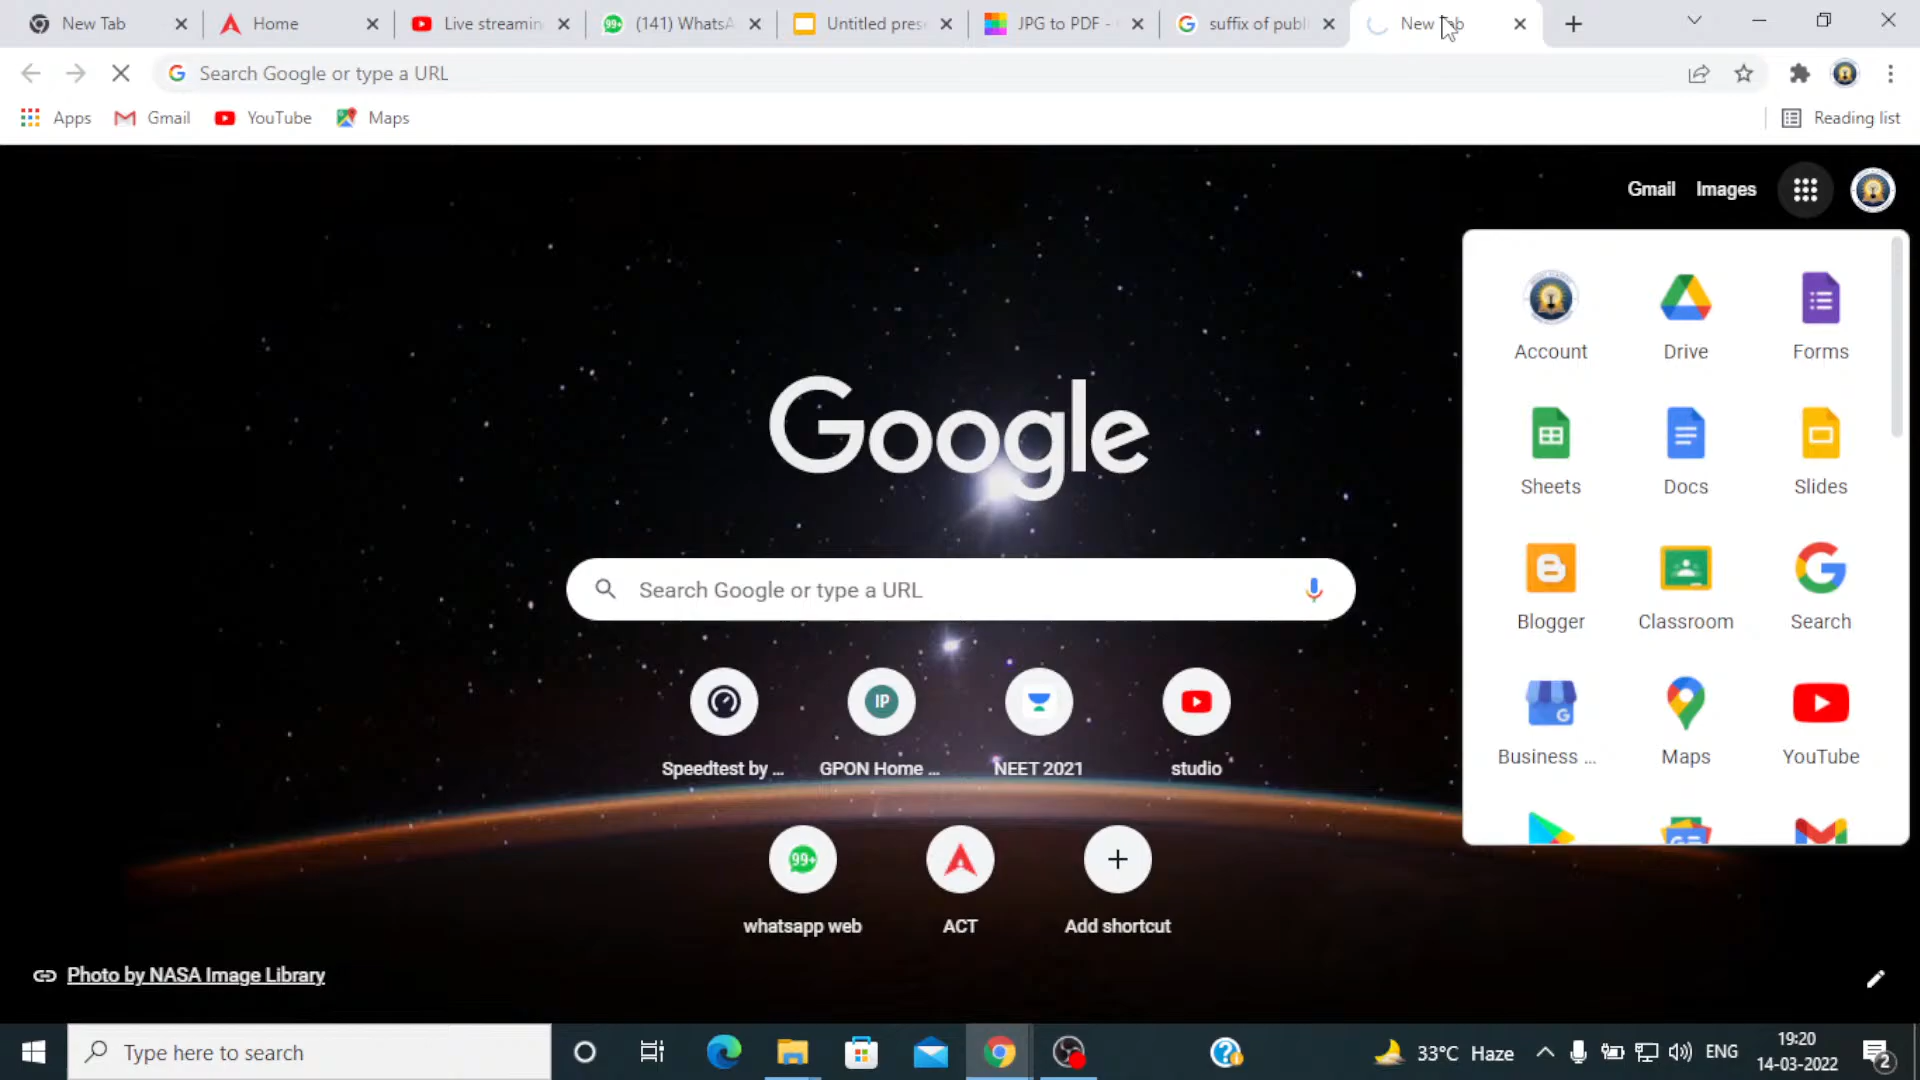 New Tab
Home
Live streamin
(141) WhatsA
Untitled pres
JPG to PDF -
suffix of publi
New Tab
Search Google or type a URL
Apps
Gmail
YouTube
Maps
Reading list
Gmail
Images
Account
Drive
Forms
Sheets
Docs
Slides
Blogger
Classroom
Search
Business ...
Maps
YouTube
Google
Search Google or type a URL
IP
Speedtest by ...
GPON Home ...
NEET 2021
studio
99+
whatsapp web
ACT
Add shortcut
Photo by NASA Image Library
Type here to search
33°C Haze
ENG
19:20
14-03-2022
2